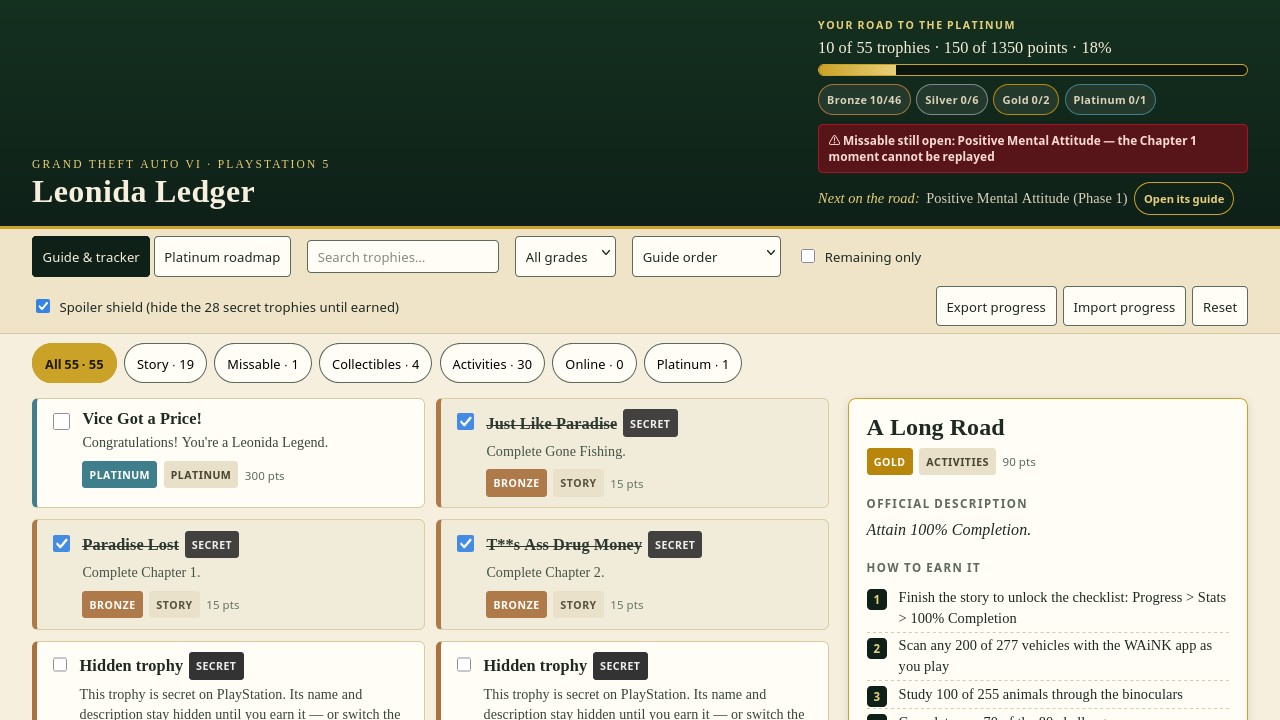 GRAND THEFT AUTO VI · PLAYSTATION 5
Leonida Ledger
YOUR ROAD TO THE PLATINUM
10 of 55 trophies · 150 of 1350 points · 18%
Bronze 10/46 Silver 0/6 Gold 0/2 Platinum 0/1
⚠ Missable still open: Positive Mental Attitude — the Chapter 1
moment cannot be replayed
Next on the road: Positive Mental Attitude (Phase 1) Open its guide
Guide & tracker Platinum roadmap Search trophies... All grades Guide order Remaining only
Spoiler shield (hide the 28 secret trophies until earned) Export progress Import progress Reset
All 55 · 55 Story · 19 Missable · 1 Collectibles · 4 Activities · 30 Online · 0 Platinum · 1
Vice Got a Price!
Congratulations! You're a Leonida Legend.
PLATINUM PLATINUM 300 pts
Just Like Paradise SECRET
Complete Gone Fishing.
BRONZE STORY 15 pts
Paradise Lost SECRET
Complete Chapter 1.
BRONZE STORY 15 pts
T**s Ass Drug Money SECRET
Complete Chapter 2.
BRONZE STORY 15 pts
Hidden trophy SECRET
This trophy is secret on PlayStation. Its name and
description stay hidden until you earn it — or switch the
Hidden trophy SECRET
This trophy is secret on PlayStation. Its name and
description stay hidden until you earn it — or switch the
A Long Road
GOLD ACTIVITIES 90 pts
OFFICIAL DESCRIPTION
Attain 100% Completion.
HOW TO EARN IT
1 Finish the story to unlock the checklist: Progress > Stats
> 100% Completion
2 Scan any 200 of 277 vehicles with the WAiNK app as
you play
3 Study 100 of 255 animals through the binoculars